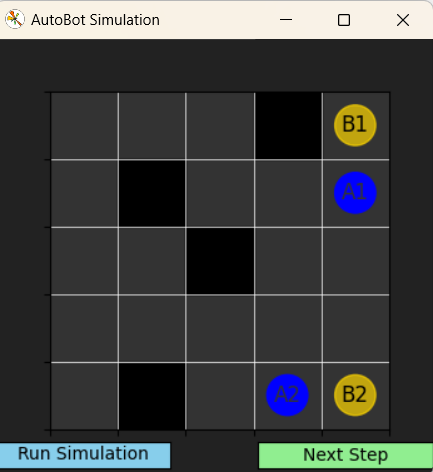 AutoBot Simulation
B1
A1
A2 B2
Run Simulation Next Step